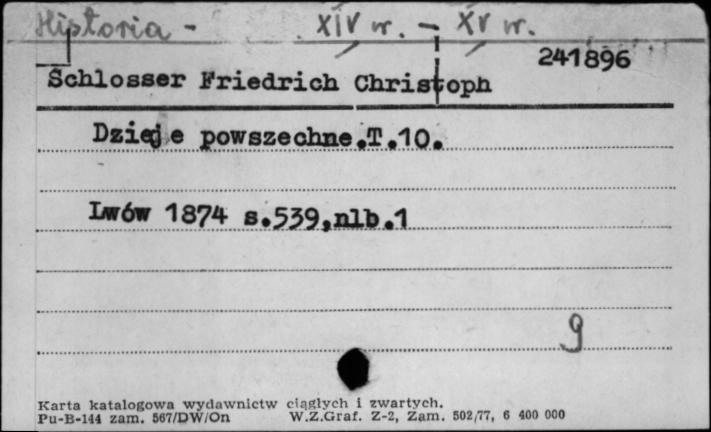 Historia - XIV w. - XV w.
241896
Schlosser Friedrich Christoph
Dzieje powszechne.T.10.
Lwów 1874 s.539,nlb.1
g
Karta katalogowa wydawnictw ciągłych i zwartych.
Pu-B-144 zam. 567/DW/On W.Z.Graf. Z-2, Zam. 502/77, 6 400 000